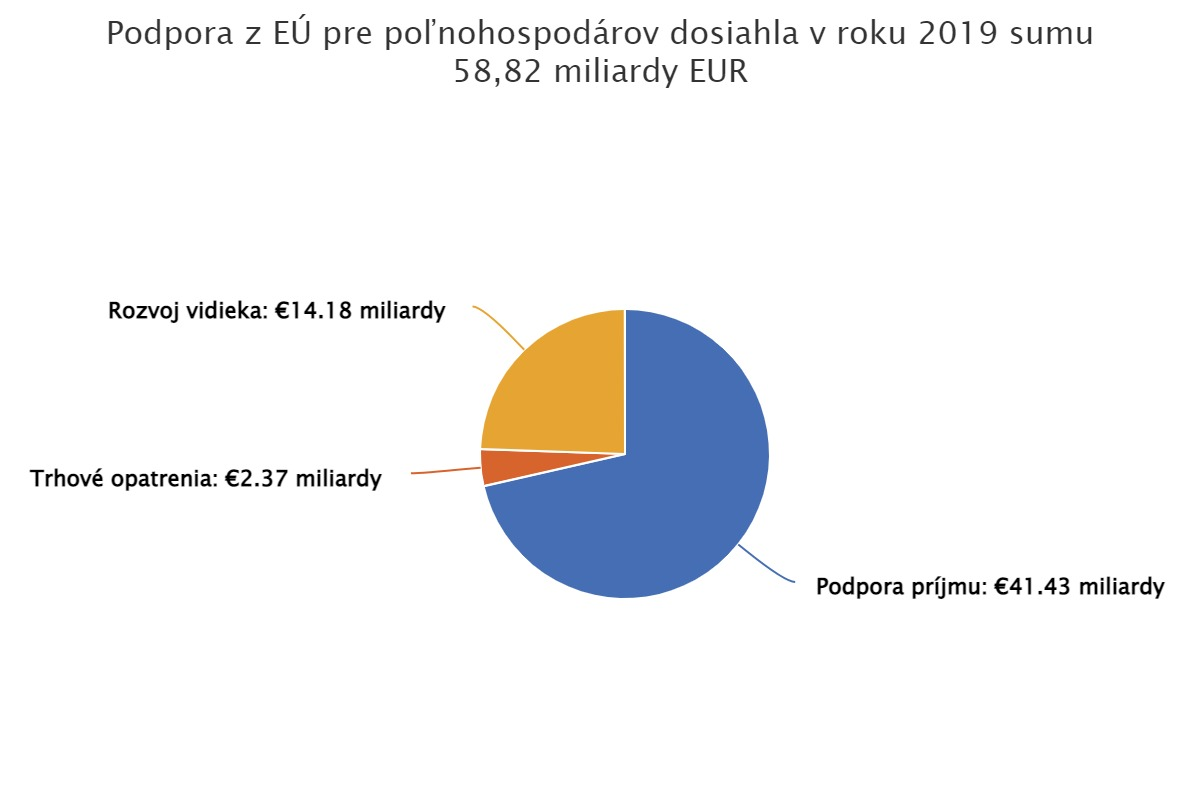 Podpora z EÚ pre poľnohospodárov dosiahla v roku 2019 sumu
58,82 miliardy EUR
Rozvoj vidieka: €14.18 miliardy
Trhové opatrenia: €2.37 miliardy
Podpora príjmu: €41.43 miliardy